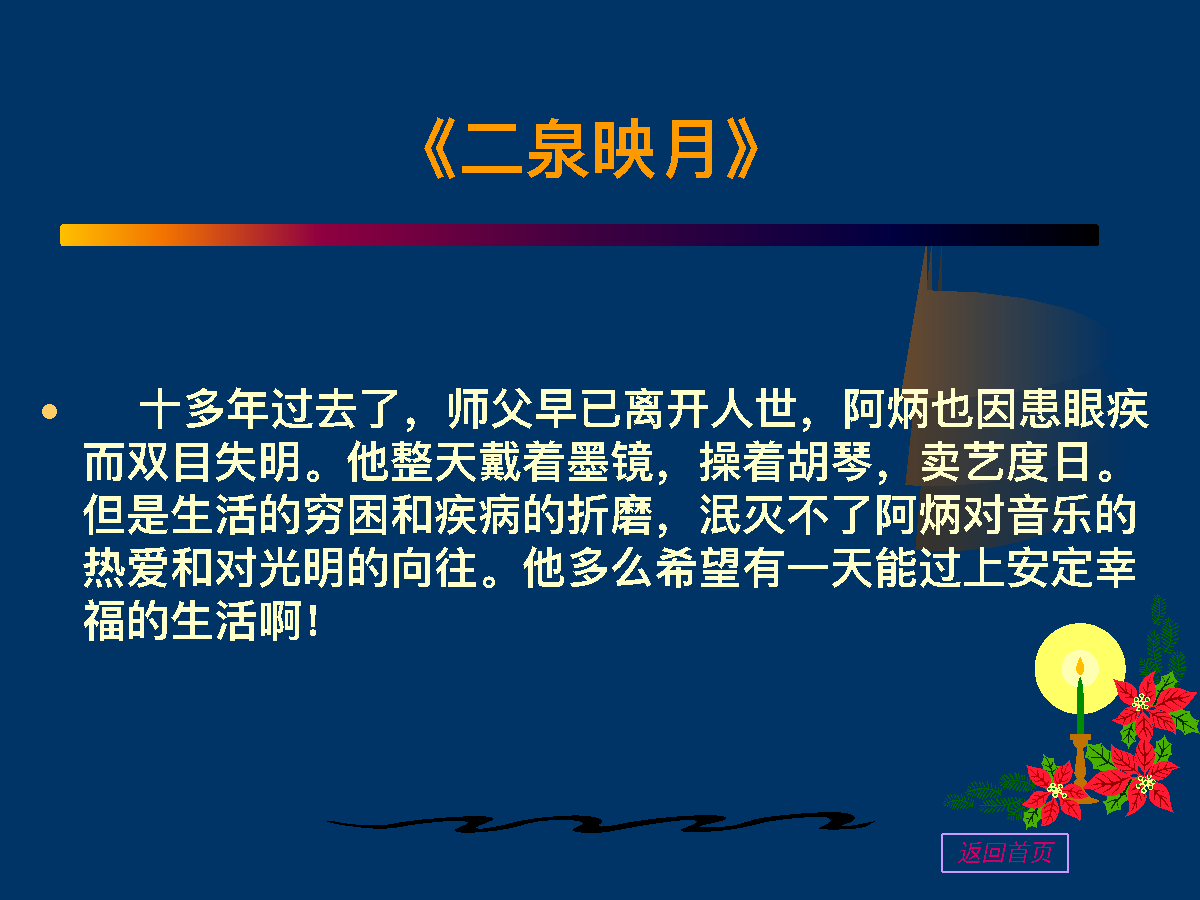 《二泉映月》
十多年过去了，师父早已离开人世，阿炳也因患眼疾
而双目失明。他整天戴着墨镜，操着胡琴，卖艺度日。
但是生活的穷困和疾病的折磨，泯灭不了阿炳对音乐的
热爱和对光明的向往。他多么希望有一天能过上安定幸
福的生活啊！
返回首页